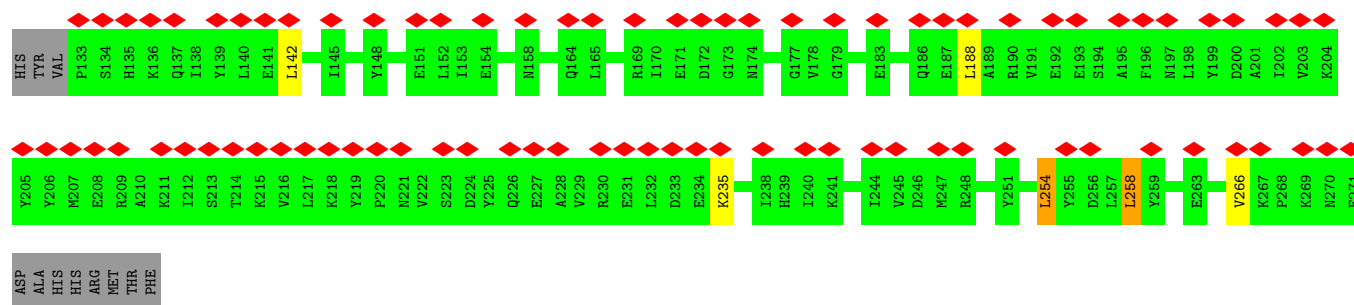 HIS TYR VAL P133 S134 H135 K136 Q137 I138 Y139 L140 E141 L142 I145 Y148 E151 L152 I153 E154 N158 Q164 L165 R169 I170 E171 D172 G173 N174 G177 V178 G179 E183 Q186 E187 L188 A189 R190 V191 E192 E193 S194 A195 F196 N197 L198 Y199 D200 A201 I202 V203 K204
Y205 Y206 M207 E208 R209 A210 K211 I212 S213 T214 K215 V216 L217 K218 Y219 P220 N221 V222 S223 D224 Y225 Q226 E227 A228 V229 R230 E231 L232 D233 E234 K235 I238 H239 I240 K241 I244 V245 D246 M247 R248 Y251 L254 Y255 D256 L257 L258 Y259 E263 V266 K267 P268 K269 N270
ASP ALA HIS HIS ARG MET THR PHE